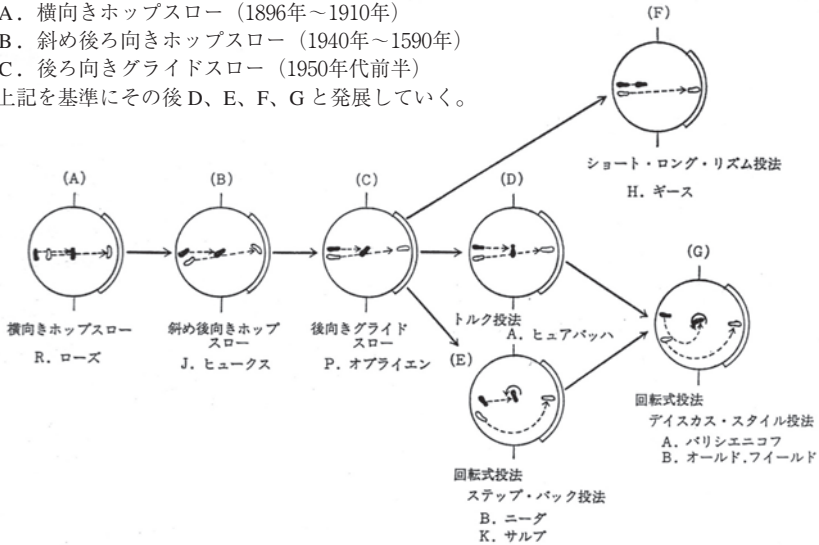 A．横向きホップスロー（1896年～1910年）
B．斜め後ろ向きホップスロー（1940年～1590年）
C．後ろ向きグライドスロー（1950年代前半）
上記を基準にその後 D、E、F、G と発展していく。
(F)
ショート・ロング・リズム投法
H．ギース
(A)
(B)
(C)
(D)
横向きホップスロー
R．ローズ
斜め後向きホップ
スロー
J．ヒュークス
後向きグライド
スロー
P．オブライエン
トルク投法
A．ヒュアバッハ
(E)
回転式投法
ステップ・バック投法
B．ニーダ
K．サルブ
(G)
回転式投法
デイスカス・スタイル投法
A．バリシエニコフ
B．オールド.フイールド